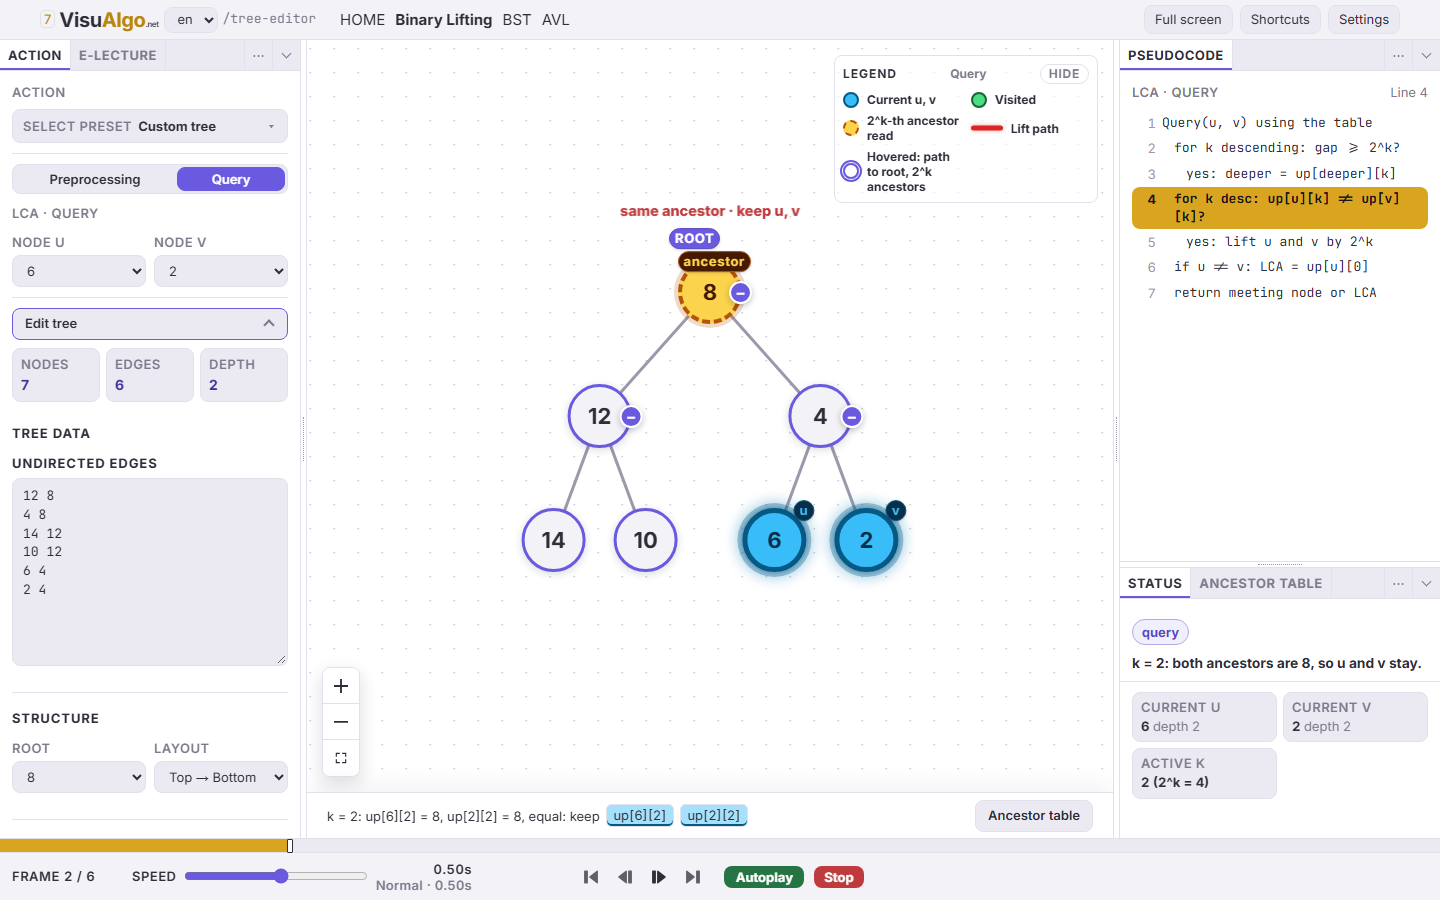 7 VisuAlgo.net en /tree-editor HOME Binary Lifting BST AVL Full screen Shortcuts Settings
ACTION E-LECTURE
ACTION
SELECT PRESET Custom tree
Preprocessing Query
LCA · QUERY
NODE U NODE V
6 2
Edit tree
NODES EDGES DEPTH
7 6 2
TREE DATA
UNDIRECTED EDGES
12 8
4 8
14 12
10 12
6 4
2 4
STRUCTURE
ROOT LAYOUT
8 Top → Bottom
LEGEND Query HIDE
Current u, v Visited
2^k-th ancestor read Lift path
Hovered: path to root, 2^k ancestors
same ancestor · keep u, v
ROOT
ancestor
8
12 4
u v
14 10 6 2
k = 2: up[6][2] = 8, up[2][2] = 8, equal: keep up[6][2] up[2][2] Ancestor table
PSEUDOCODE
LCA · QUERY Line 4
1 Query(u, v) using the table
2 for k descending: gap ⩾ 2^k?
3 yes: deeper = up[deeper][k]
4 for k desc: up[u][k] ≠ up[v]
[k]?
5 yes: lift u and v by 2^k
6 if u ≠ v: LCA = up[u][0]
7 return meeting node or LCA
STATUS ANCESTOR TABLE
query
k = 2: both ancestors are 8, so u and v stay.
CURRENT U CURRENT V
6 depth 2 2 depth 2
ACTIVE K
2 (2^k = 4)
FRAME 2 / 6 SPEED 0.50s
Normal · 0.50s
Autoplay Stop